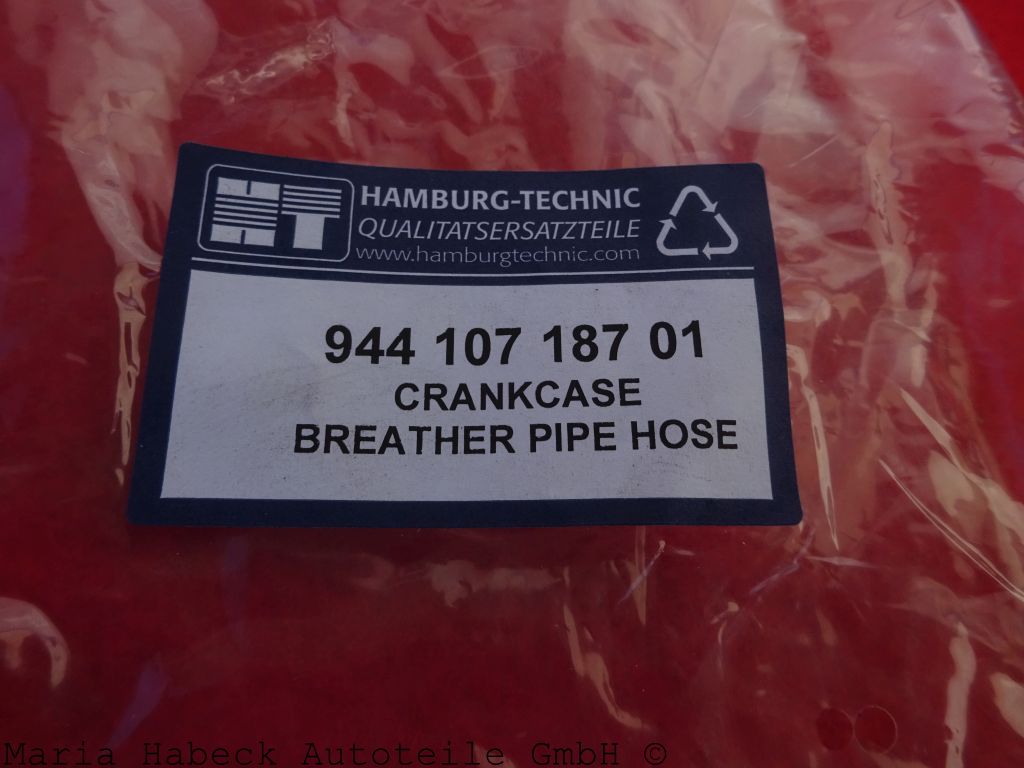 HT
HAMBURG-TECHNIC
QUALITATSERSATZTEILE
www.hamburgtechnic.com
944 107 187 01
CRANKCASE
BREATHER PIPE HOSE
Maria Habeck Autoteile GmbH ©